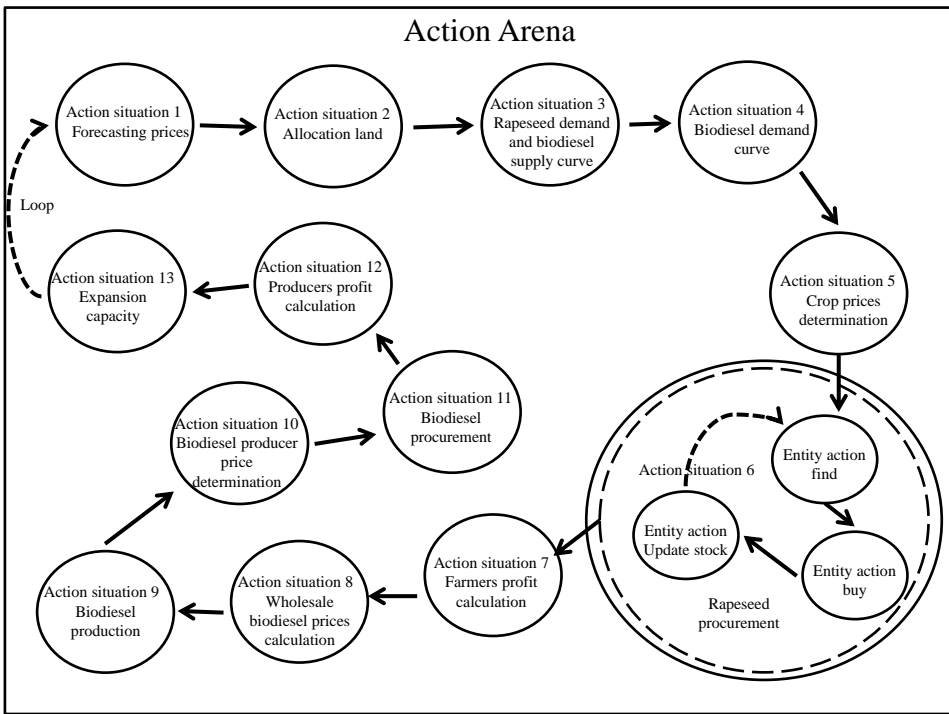 Action Arena
Action situation 1
Forecasting prices
Action situation 2
Allocation land
Action situation 3
Rapeseed demand
and biodiesel
supply curve
Action situation 4
Biodiesel demand
curve
Loop
Action situation 13
Expansion
capacity
Action situation 12
Producers profit
calculation
Action situation 5
Crop prices
determination
Action situation 10
Biodiesel producer
price
determination
Action situation 11
Biodiesel
procurement
Entity action
find
Action situation 6
Entity action
Update stock
Entity action
buy
Rapeseed
procurement
Action situation 9
Biodiesel
production
Action situation 8
Wholesale
biodiesel prices
calculation
Action situation 7
Farmers profit
calculation